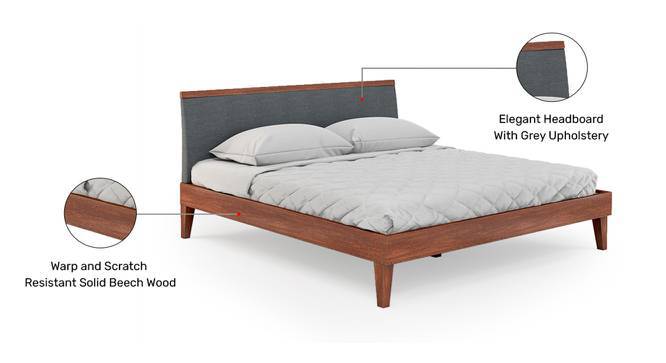 Elegant Headboard
With Grey Upholstery
Warp and Scratch
Resistant Solid Beech Wood